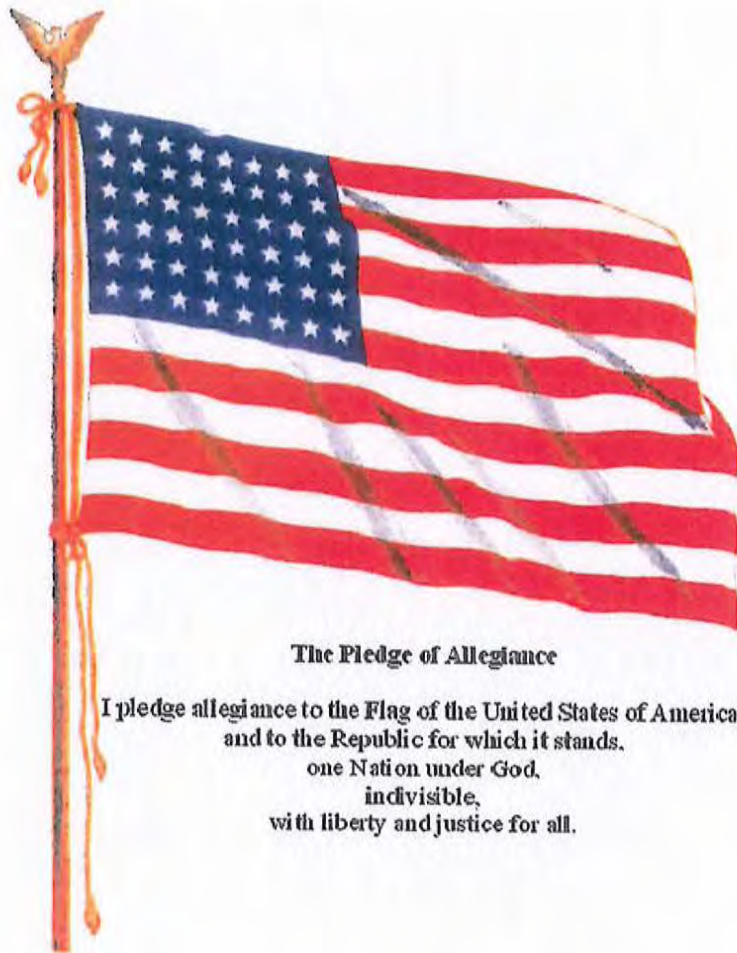 The Pledge of Allegiance
I pledge allegiance to the Flag of the United States of America
and to the Republic for which it stands.
one Nation under God,
indivisible,
with liberty and justice for all.